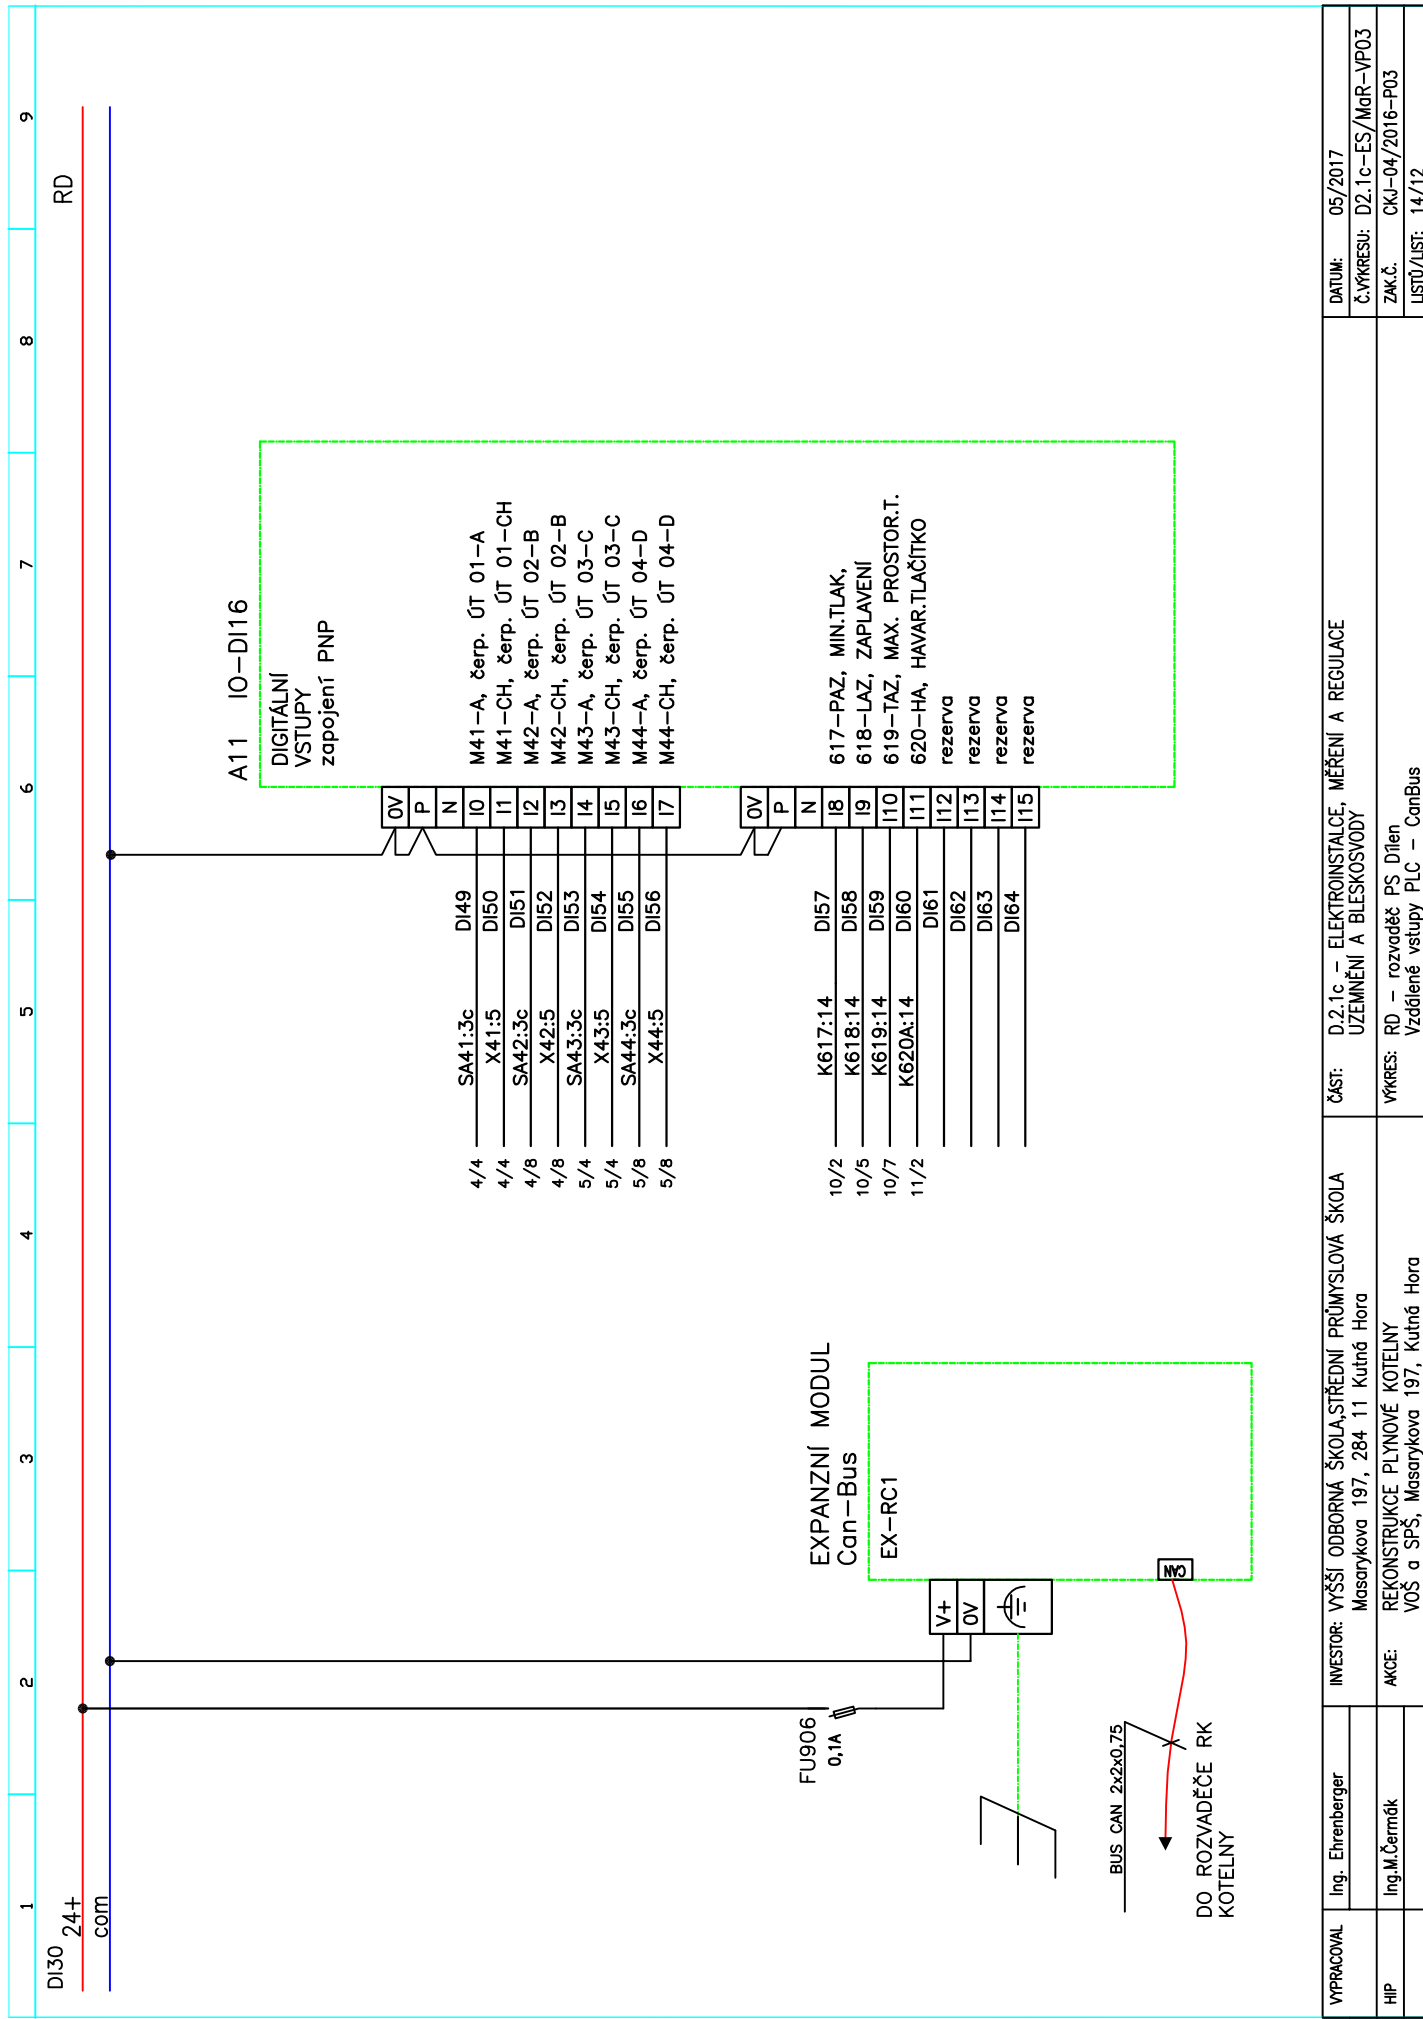 1 2 3 4 5 6 7 8 9
DI30
24+
com
RD
A11 IO-DI16
DIGITÁLNÍ
VSTUPY
zapojení PNP
0V
P
N
4/4 SA41:3c DI49 I0 M41-A, čerp. ÚT 01-A
4/4 X41:5 DI50 I1 M41-CH, čerp. ÚT 01-CH
4/8 SA42:3c DI51 I2 M42-A, čerp. ÚT 02-B
4/8 X42:5 DI52 I3 M42-CH, čerp. ÚT 02-B
5/4 SA43:3c DI53 I4 M43-A, čerp. ÚT 03-C
5/4 X43:5 DI54 I5 M43-CH, čerp. ÚT 03-C
5/8 SA44:3c DI55 I6 M44-A, čerp. ÚT 04-D
5/8 X44:5 DI56 I7 M44-CH, čerp. ÚT 04-D
0V
P
N
10/2 K617:14 DI57 I8 617-PAZ, MIN.TLAK,
10/5 K618:14 DI58 I9 618-LAZ, ZAPLAVENÍ
10/7 K619:14 DI59 I10 619-TAZ, MAX. PROSTOR.T.
11/2 K620A:14 DI60 I11 620-HA, HAVAR.TLAČÍTKO
DI61 I12 rezerva
DI62 I13 rezerva
DI63 I14 rezerva
DI64 I15 rezerva
FU906
0,1A
EXPANZNÍ MODUL
Can-Bus
EX-RC1
V+
0V
CAN
BUS CAN 2x2x0,75
DO ROZVADĚČE RK
KOTELNY
VYPRACOVAL Ing. Ehrenberger
HIP Ing.M.Čermák
INVESTOR: VYŠŠÍ ODBORNÁ ŠKOLA,STŘEDNÍ PRŮMYSLOVÁ ŠKOLA
Masarykova 197, 284 11 Kutná Hora
AKCE: REKONSTRUKCE PLYNOVÉ KOTELNY
VOŠ a SPŠ, Masarykova 197, Kutná Hora
ČÁST: D.2.1c - ELEKTROINSTALCE, MĚŘENÍ A REGULACE
UZEMNĚNÍ A BLESKOSVODY
VÝKRES: RD - rozvaděč PS Dílen
Vzdálené vstupy PLC - CanBus
DATUM: 05/2017
Č.VÝKRESU: D2.1c-ES/MaR-VP03
ZAK.Č. CKJ-04/2016-P03
LISTŮ/LIST: 14/12